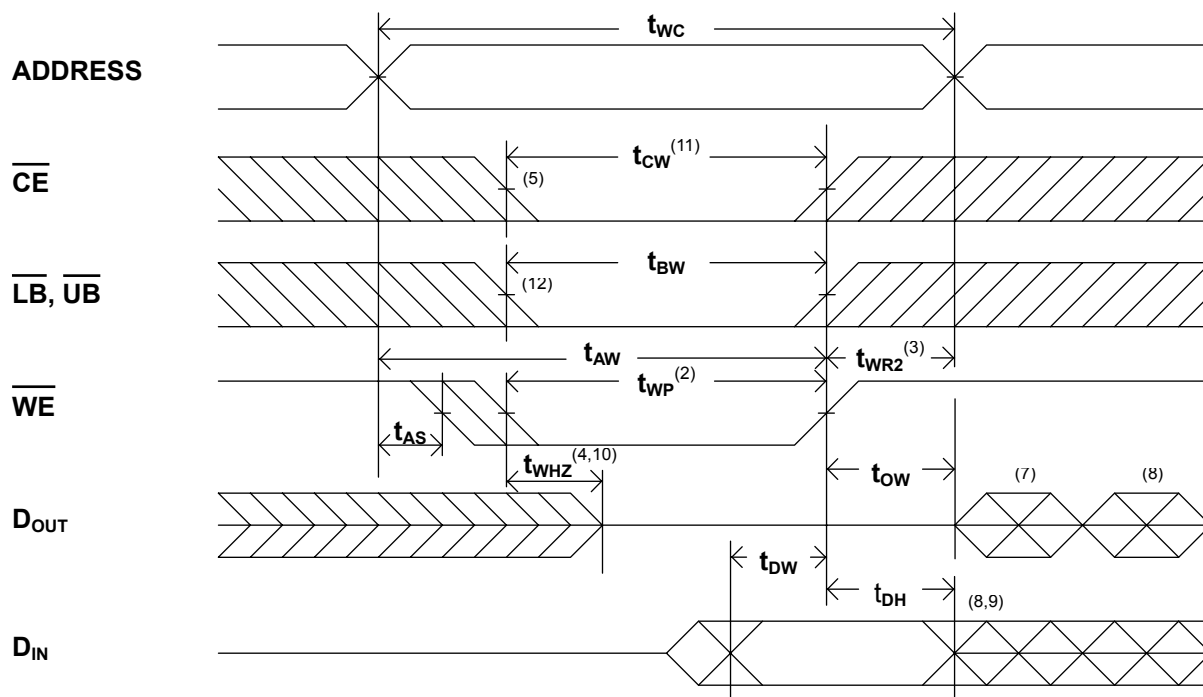 tWC
ADDRESS
CE
tCW(11)
(5)
LB, UB
tBW
(12)
tAW
tWR2(3)
WE
tWP(2)
tAS
tWHZ(4,10)
tOW
(7)
(8)
DOUT
tDW
tDH
(8,9)
DIN